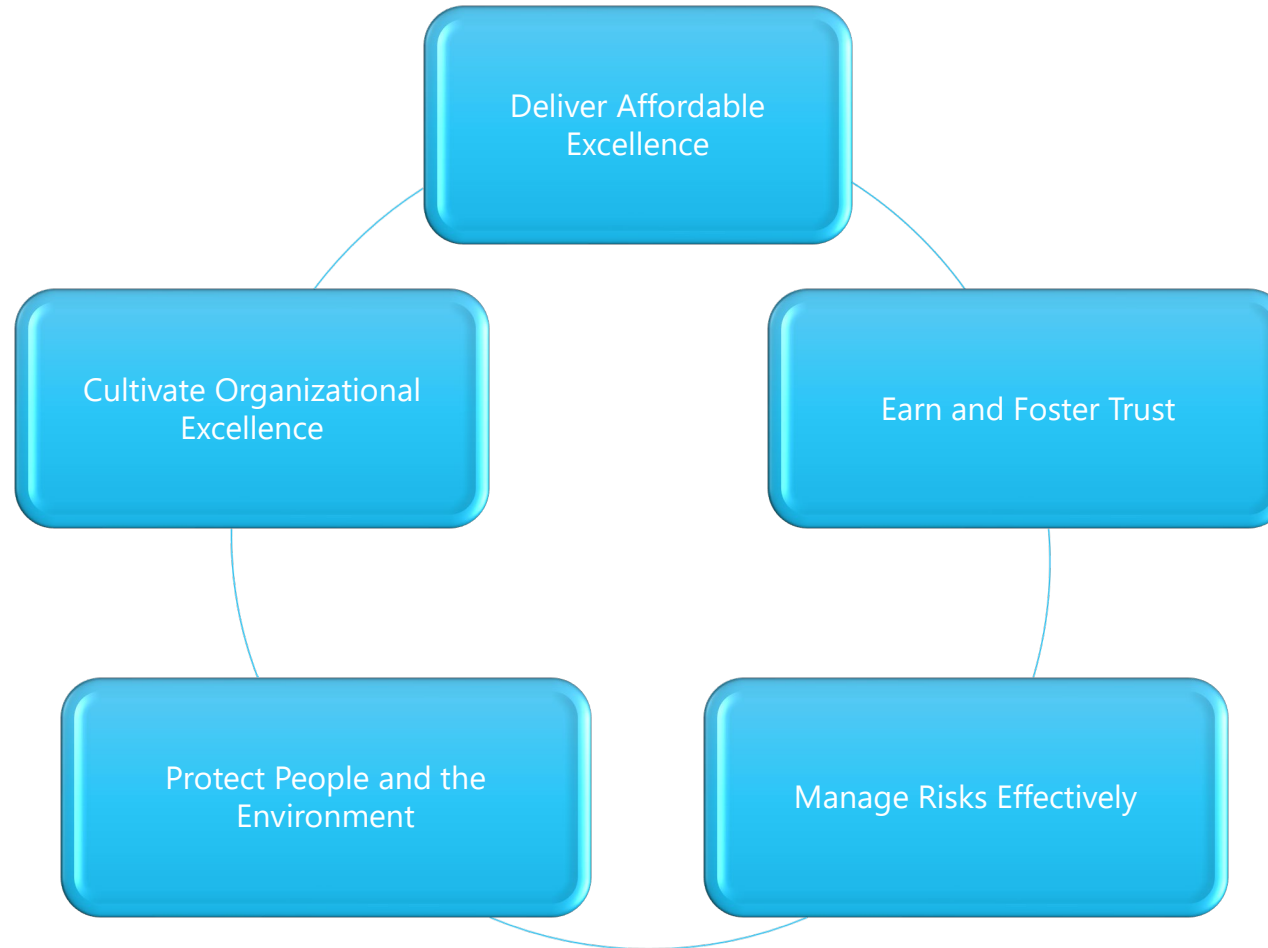 Deliver Affordable
Excellence
Cultivate Organizational
Excellence
Earn and Foster Trust
Protect People and the
Environment
Manage Risks Effectively